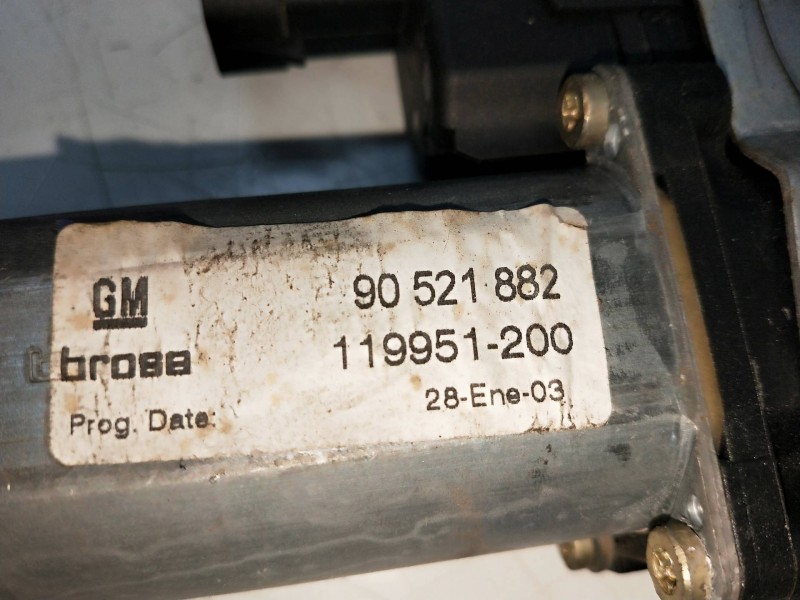 GM
90 521 882
brose
119951-200
Prog. Date:
28-Ene-03